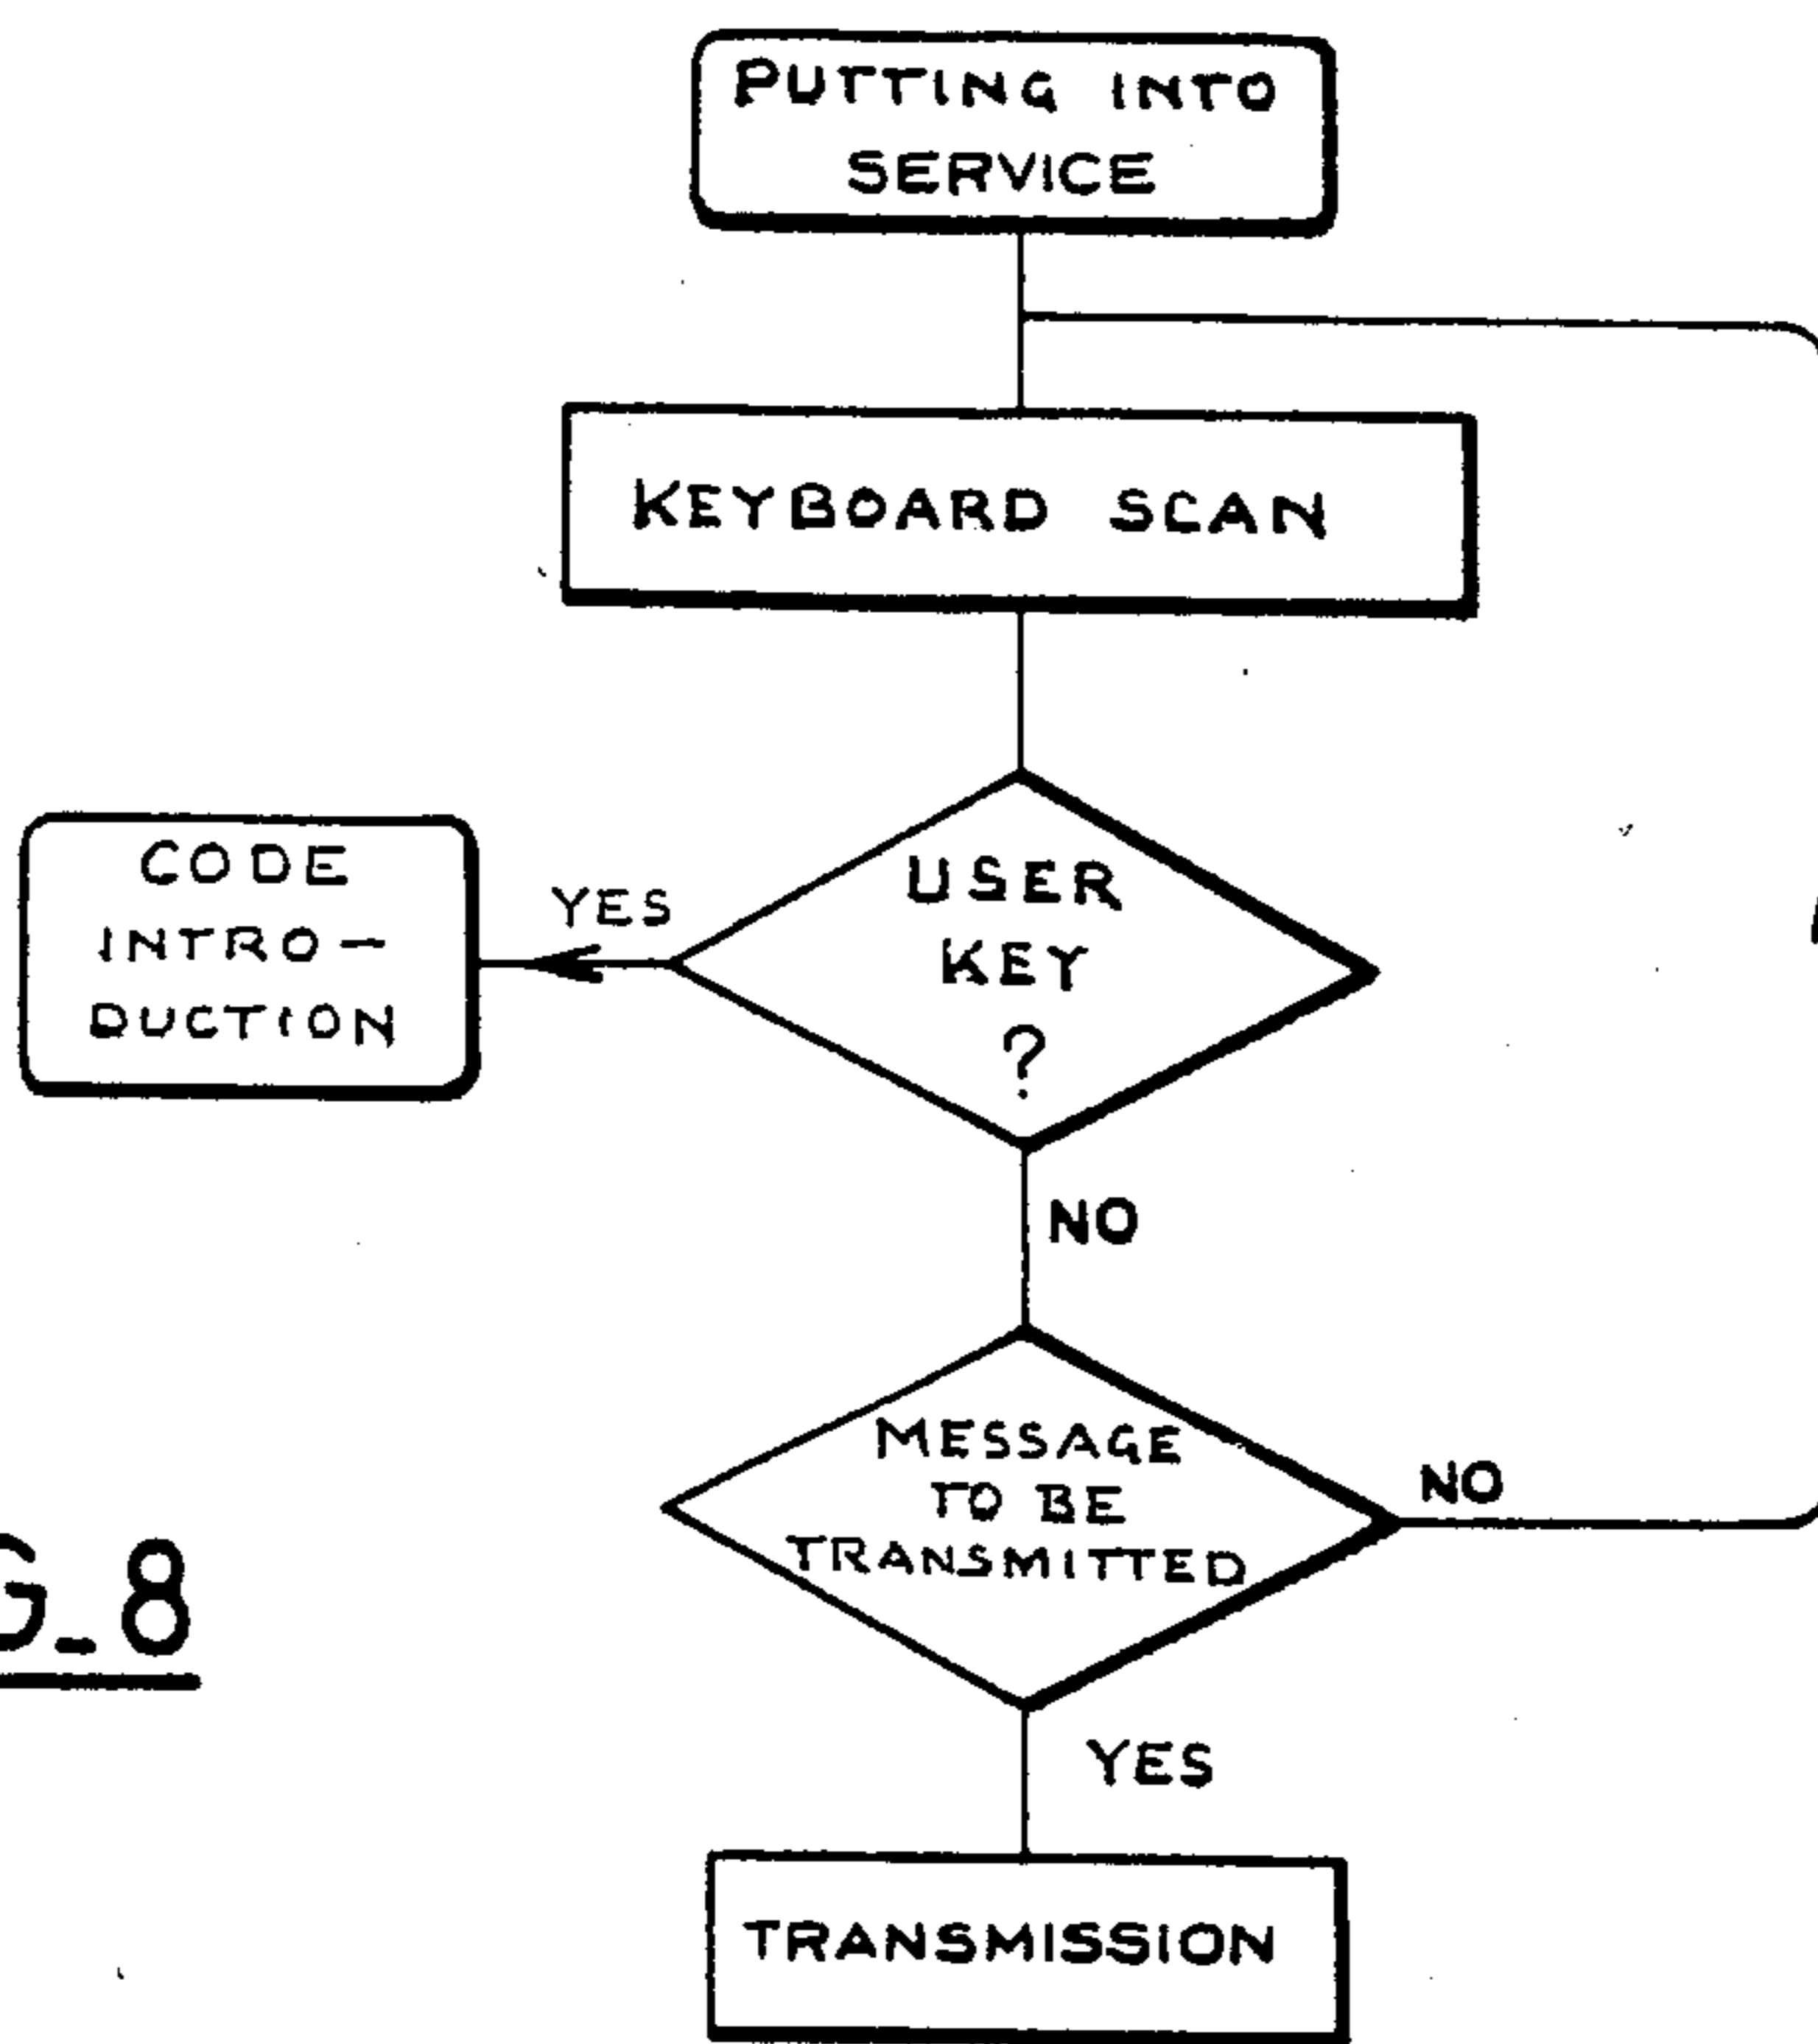 PUTTING INTO
SERVICE
KEYBOARD SCAN
CODE
INTRO-
DUCTION
YES
USER
KEY
?
NO
MESSAGE
TO BE
TRANSMITTED
NO
G_8
YES
TRANSMISSION